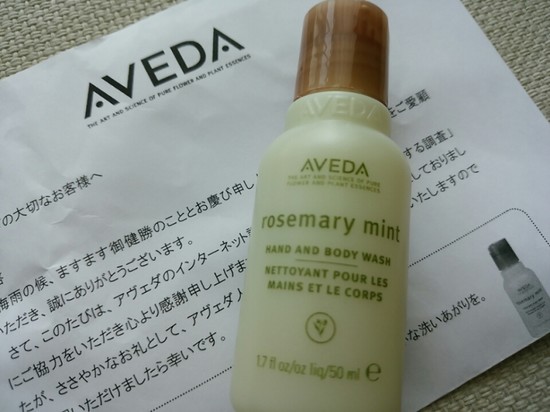 AVEDA
THE ART AND SCIENCE OF PURE FLOWER AND PLANT ESSENCES
の大切なお客様へ
をご愛顧
梅雨の候、ますます御健勝のこととお慶び申し
いただき、誠にありがとうございます。
さて、このたびは、アヴェダのインターネット
する調査」
にご協力をいただき心より感謝申し上げま
しておりまし
たが、ささやかなお礼として、アヴェダ
いたしますので
いただけましたら幸いです。
な洗いあがりを。
AVEDA
THE ART AND SCIENCE OF PURE
FLOWER AND PLANT ESSENCES
rosemary mint
HAND AND BODY WASH
NETTOYANT POUR LES
MAINS ET LE CORPS
1.7 fl oz/oz liq/50 ml e